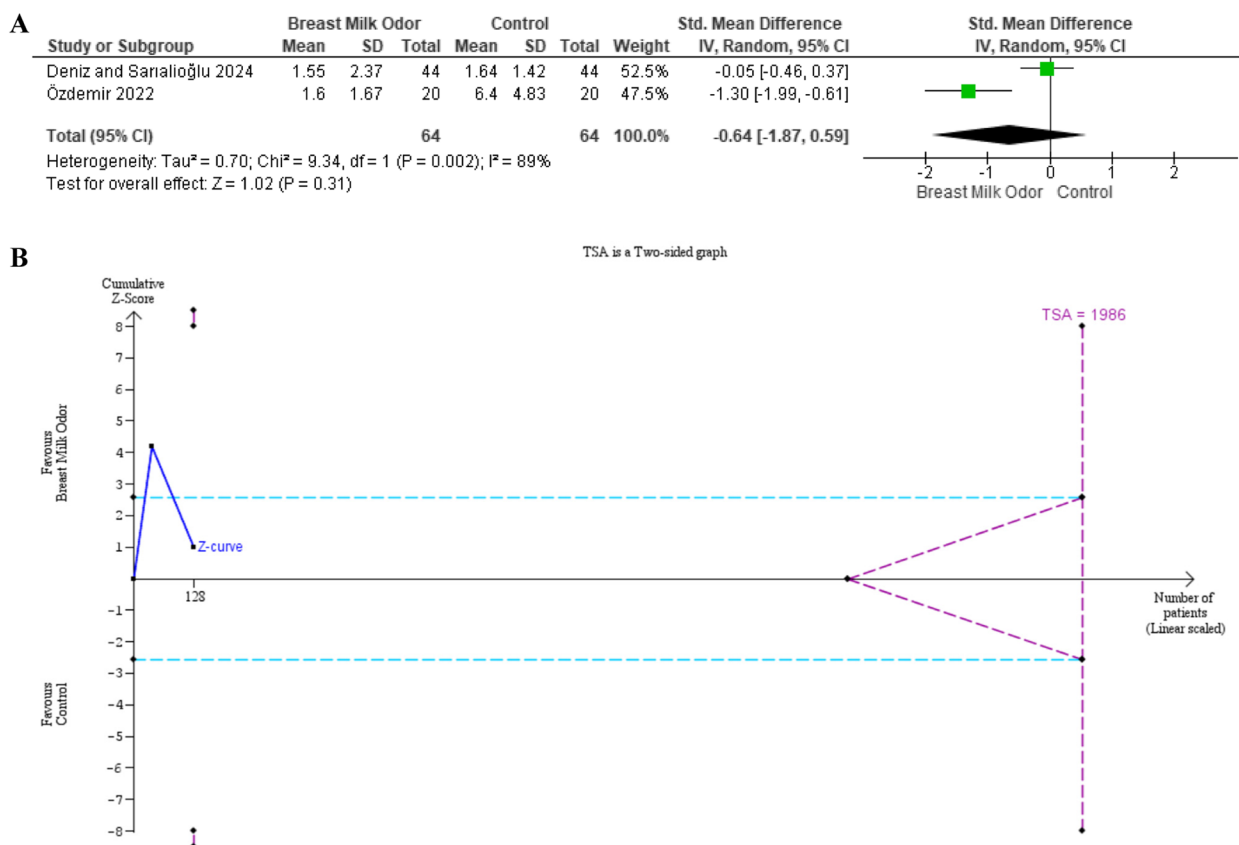 A
Breast Milk Odor Control Std. Mean Difference Std. Mean Difference
Study or Subgroup Mean SD Total Mean SD Total Weight IV, Random, 95% CI IV, Random, 95% CI
Deniz and Sarıalioğlu 2024 1.55 2.37 44 1.64 1.42 44 52.5% -0.05 [-0.46, 0.37]
Özdemir 2022 1.6 1.67 20 6.4 4.83 20 47.5% -1.30 [-1.99, -0.61]
Total (95% CI) 64 64 100.0% -0.64 [-1.87, 0.59]
Heterogeneity: Tau² = 0.70; Chi² = 9.34, df = 1 (P = 0.002); I² = 89%
Test for overall effect: Z = 1.02 (P = 0.31)
-2 -1 0 1 2
Breast Milk Odor Control
B
TSA is a Two-sided graph
Cumulative
Z-Score
TSA = 1986
8
7
6
5
4
3
2
1
-1
-2
-3
-4
-5
-6
-7
-8
Favours
Breast Milk Odor
Favours
Control
Z-curve
128
Number of
patients
(Linear scaled)